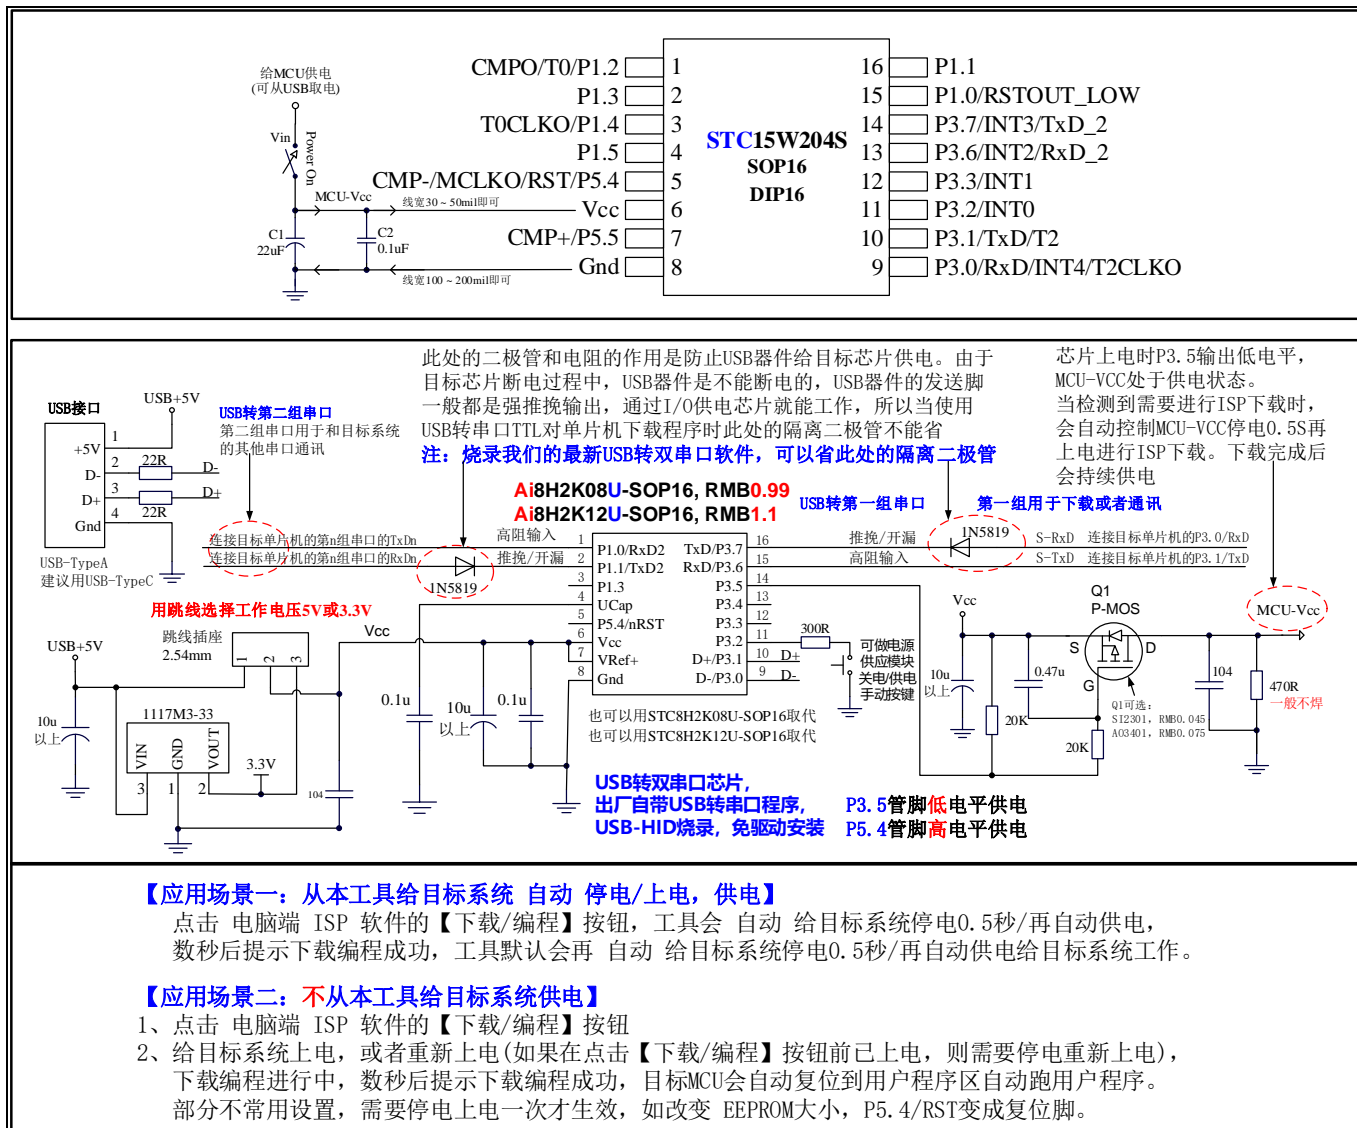 给MCU供电
(可从USB取电)
Vin
Power On
MCU-Vcc
线宽30～50mil即可
C1
22uF
C2
0.1uF
线宽100～200mil即可
CMPO/T0/P1.2
P1.3
T0CLKO/P1.4
P1.5
CMP-/MCLKO/RST/P5.4
Vcc
CMP+/P5.5
Gnd
1
2
3
4
5
6
7
8
STC15W204S
SOP16
DIP16
16
15
14
13
12
11
10
9
P1.1
P1.0/RSTOUT_LOW
P3.7/INT3/TxD_2
P3.6/INT2/RxD_2
P3.3/INT1
P3.2/INT0
P3.1/TxD/T2
P3.0/RxD/INT4/T2CLKO
此处的二极管和电阻的作用是防止USB器件给目标芯片供电。由于
目标芯片断电过程中，USB器件是不能断电的，USB器件的发送脚
一般都是强推挽输出，通过I/O供电芯片就能工作，所以当使用
USB转串口TTL对单片机下载程序时此处的隔离二极管不能省
注：烧录我们的最新USB转双串口软件，可以省此处的隔离二极管
芯片上电时P3.5输出低电平，
MCU-VCC处于供电状态。
当检测到需要进行ISP下载时，
会自动控制MCU-VCC停电0.5S再
上电进行ISP下载。下载完成后
会持续供电
USB接口
USB+5V
+5V
D-
D+
Gnd
1
2
3
4
22R
22R
D-
D+
USB-TypeA
建议用USB-TypeC
USB转第二组串口
第二组串口用于和目标系统
的其他串口通讯
Ai8H2K08U-SOP16, RMB0.99
Ai8H2K12U-SOP16, RMB1.1
USB转第一组串口
第一组用于下载或者通讯
连接目标单片机的第n组串口的TxDn
连接目标单片机的第n组串口的RxDn
高阻输入
推挽/开漏
1N5819
1
2
3
4
5
6
7
8
P1.0/RxD2
P1.1/TxD2
P1.3
UCap
P5.4/nRST
Vcc
VRef+
Gnd
TxD/P3.7
RxD/P3.6
P3.5
P3.4
P3.3
P3.2
D+/P3.1
D-/P3.0
16
15
14
13
12
11
10
9
推挽/开漏
高阻输入
1N5819
S-RxD 连接目标单片机的P3.0/RxD
S-TxD 连接目标单片机的P3.1/TxD
300R
D+
D-
可做电源
供应模块
关电/供电
手动按键
Vcc
10u
以上
0.47u
20K
20K
Q1
P-MOS
S
D
G
Q1可选：
SI2301, RMB0.045
AO3401, RMB0.075
MCU-Vcc
104
470R
一般不焊
用跳线选择工作电压5V或3.3V
USB+5V
跳线插座
2.54mm
1
2
3
10u
以上
1117M3-33
VIN
GND
VOUT
3
1
2
3.3V
104
Vcc
0.1u
10u
以上
0.1u
也可以用STC8H2K08U-SOP16取代
也可以用STC8H2K12U-SOP16取代
USB转双串口芯片，
出厂自带USB转串口程序，
USB-HID烧录，免驱动安装
P3.5管脚低电平供电
P5.4管脚高电平供电
【应用场景一：从本工具给目标系统 自动 停电/上电，供电】
点击 电脑端 ISP 软件的【下载/编程】按钮，工具会 自动 给目标系统停电0.5秒/再自动供电，
数秒后提示下载编程成功，工具默认会再 自动 给目标系统停电0.5秒/再自动供电给目标系统工作。
【应用场景二：不从本工具给目标系统供电】
1、点击 电脑端 ISP 软件的【下载/编程】按钮
2、给目标系统上电，或者重新上电(如果在点击【下载/编程】按钮前已上电，则需要停电重新上电)，
下载编程进行中，数秒后提示下载编程成功，目标MCU会自动复位到用户程序区自动跑用户程序。
部分不常用设置，需要停电上电一次才生效，如改变 EEPROM大小，P5.4/RST变成复位脚。